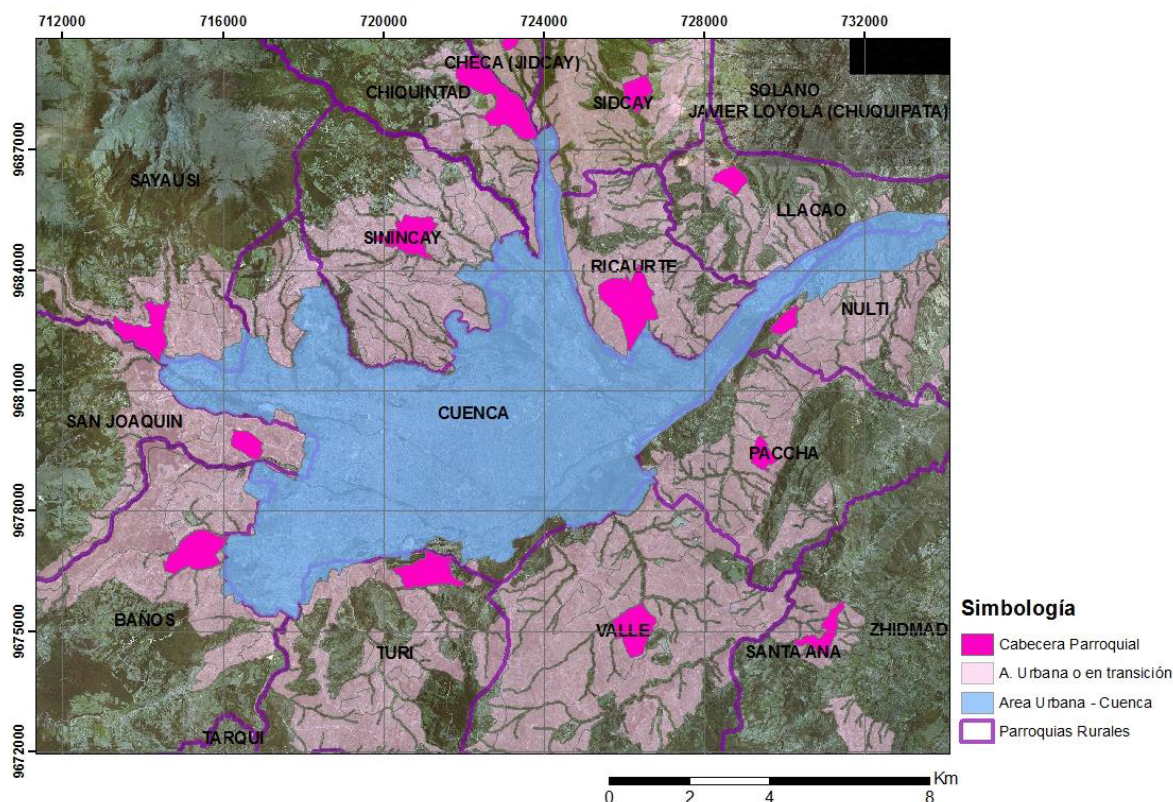 712000
716000
720000
724000
728000
732000
9687000
9684000
9681000
9678000
9675000
9672000
CHECA (JIDCAY)
CHIQUINTAD
SIDCAY
SOLANO
JAVIER LOYOLA (CHUQUIPATA)
SAYAUSI
LLACAO
SININCAY
RICAURTE
NULTI
CUENCA
SAN JOAQUIN
PACCHA
BAÑOS
TURI
VALLE
SANTA ANA
ZHIDMAD
TARQUI
Simbología
Cabecera Parroquial
A. Urbana o en transición
Area Urbana - Cuenca
Parroquias Rurales
Km
0 2 4 8